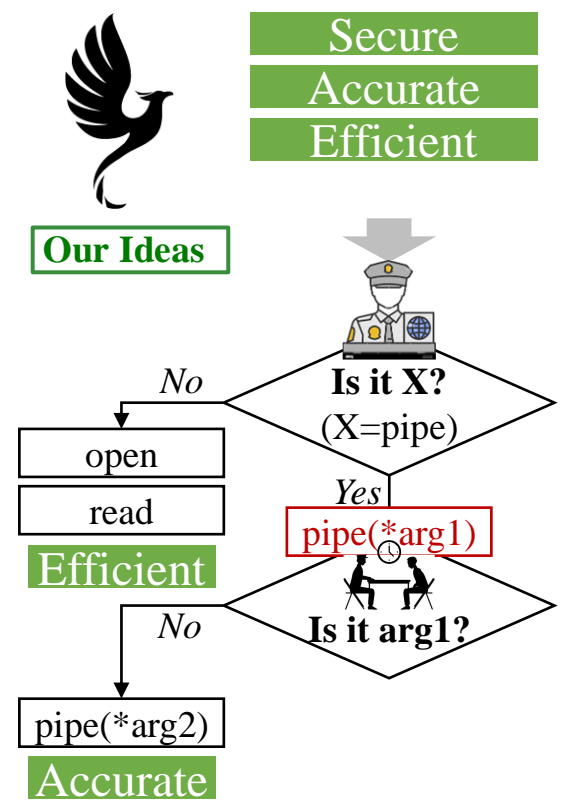 Secure
Accurate
Efficient
Our Ideas
No
Is it X?
(X=pipe)
open
read
Yes
pipe(*arg1)
Efficient
No
Is it arg1?
pipe(*arg2)
Accurate